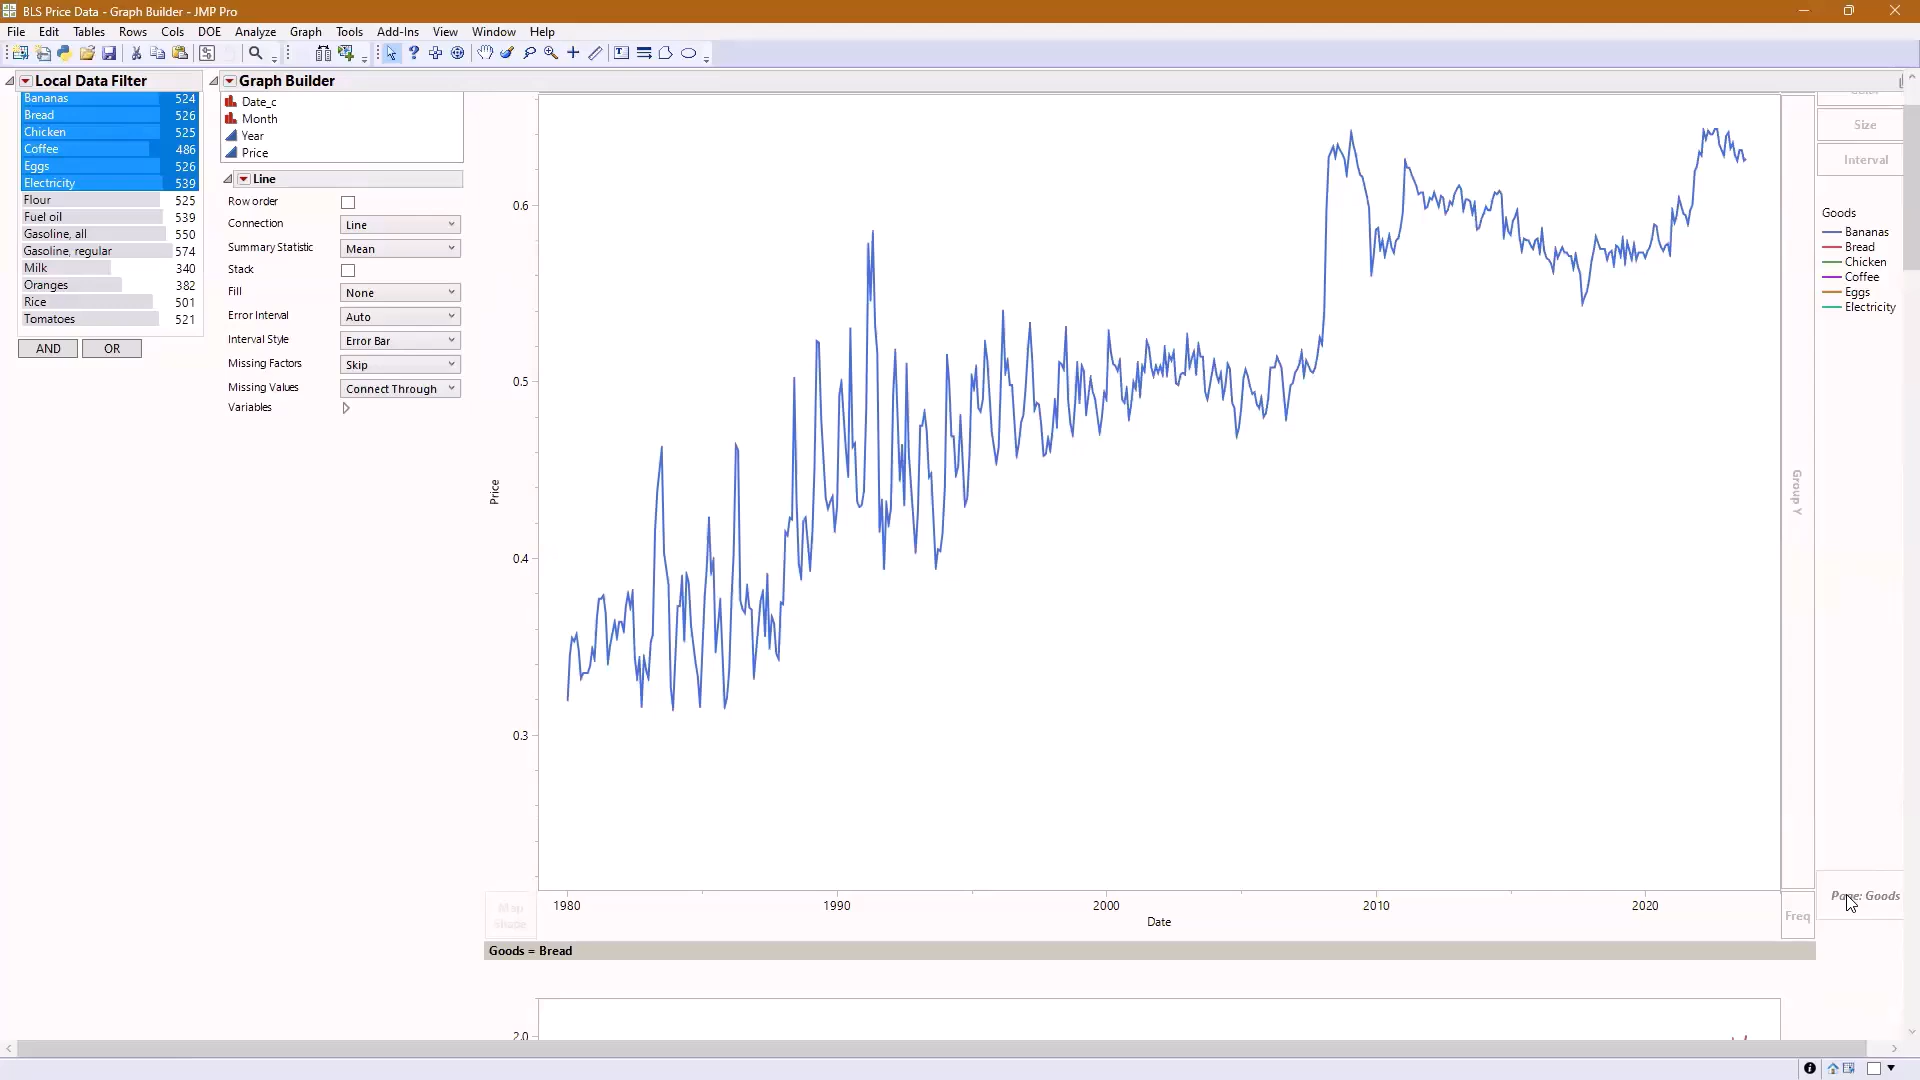 BLS Price Data - Graph Builder - JMP Pro
File Edit Tables Rows Cols DOE Analyze Graph Tools Add-Ins View Window Help
Local Data Filter
Bananas 524
Bread 526
Chicken 525
Coffee 486
Eggs 526
Electricity 539
Flour 525
Fuel oil 539
Gasoline, all 550
Gasoline, regular 574
Milk 340
Oranges 382
Rice 501
Tomatoes 521
AND OR
Graph Builder
Date_c
Month
Year
Price
Line
Row order
Connection Line
Summary Statistic Mean
Stack
Fill None
Error Interval Auto
Interval Style Error Bar
Missing Factors Skip
Missing Values Connect Through
Variables
Price
0.6
0.5
0.4
0.3
1980 1990 2000 2010 2020
Date
Map
Shape
Group Y
Freq
Size
Interval
Goods
Bananas
Bread
Chicken
Coffee
Eggs
Electricity
Page: Goods
Goods = Bread
2.0